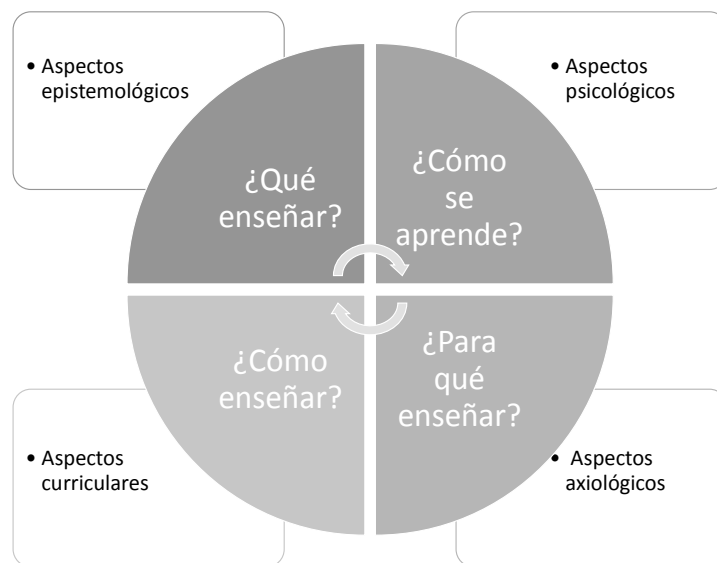 • Aspectos
epistemológicos
• Aspectos
psicológicos
¿Qué
enseñar?
¿Cómo
se
aprende?
¿Cómo
enseñar?
¿Para
qué
enseñar?
• Aspectos
curriculares
• Aspectos
axiológicos